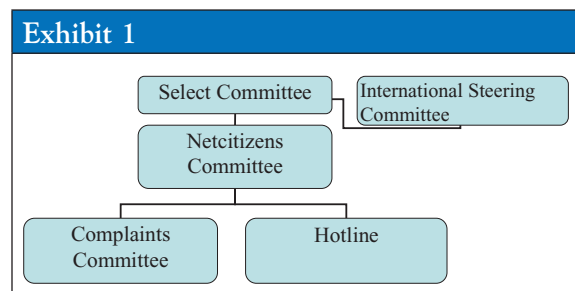 Exhibit 1
Select Committee
International Steering
Committee
Netcitizens
Committee
Complaints
Committee
Hotline